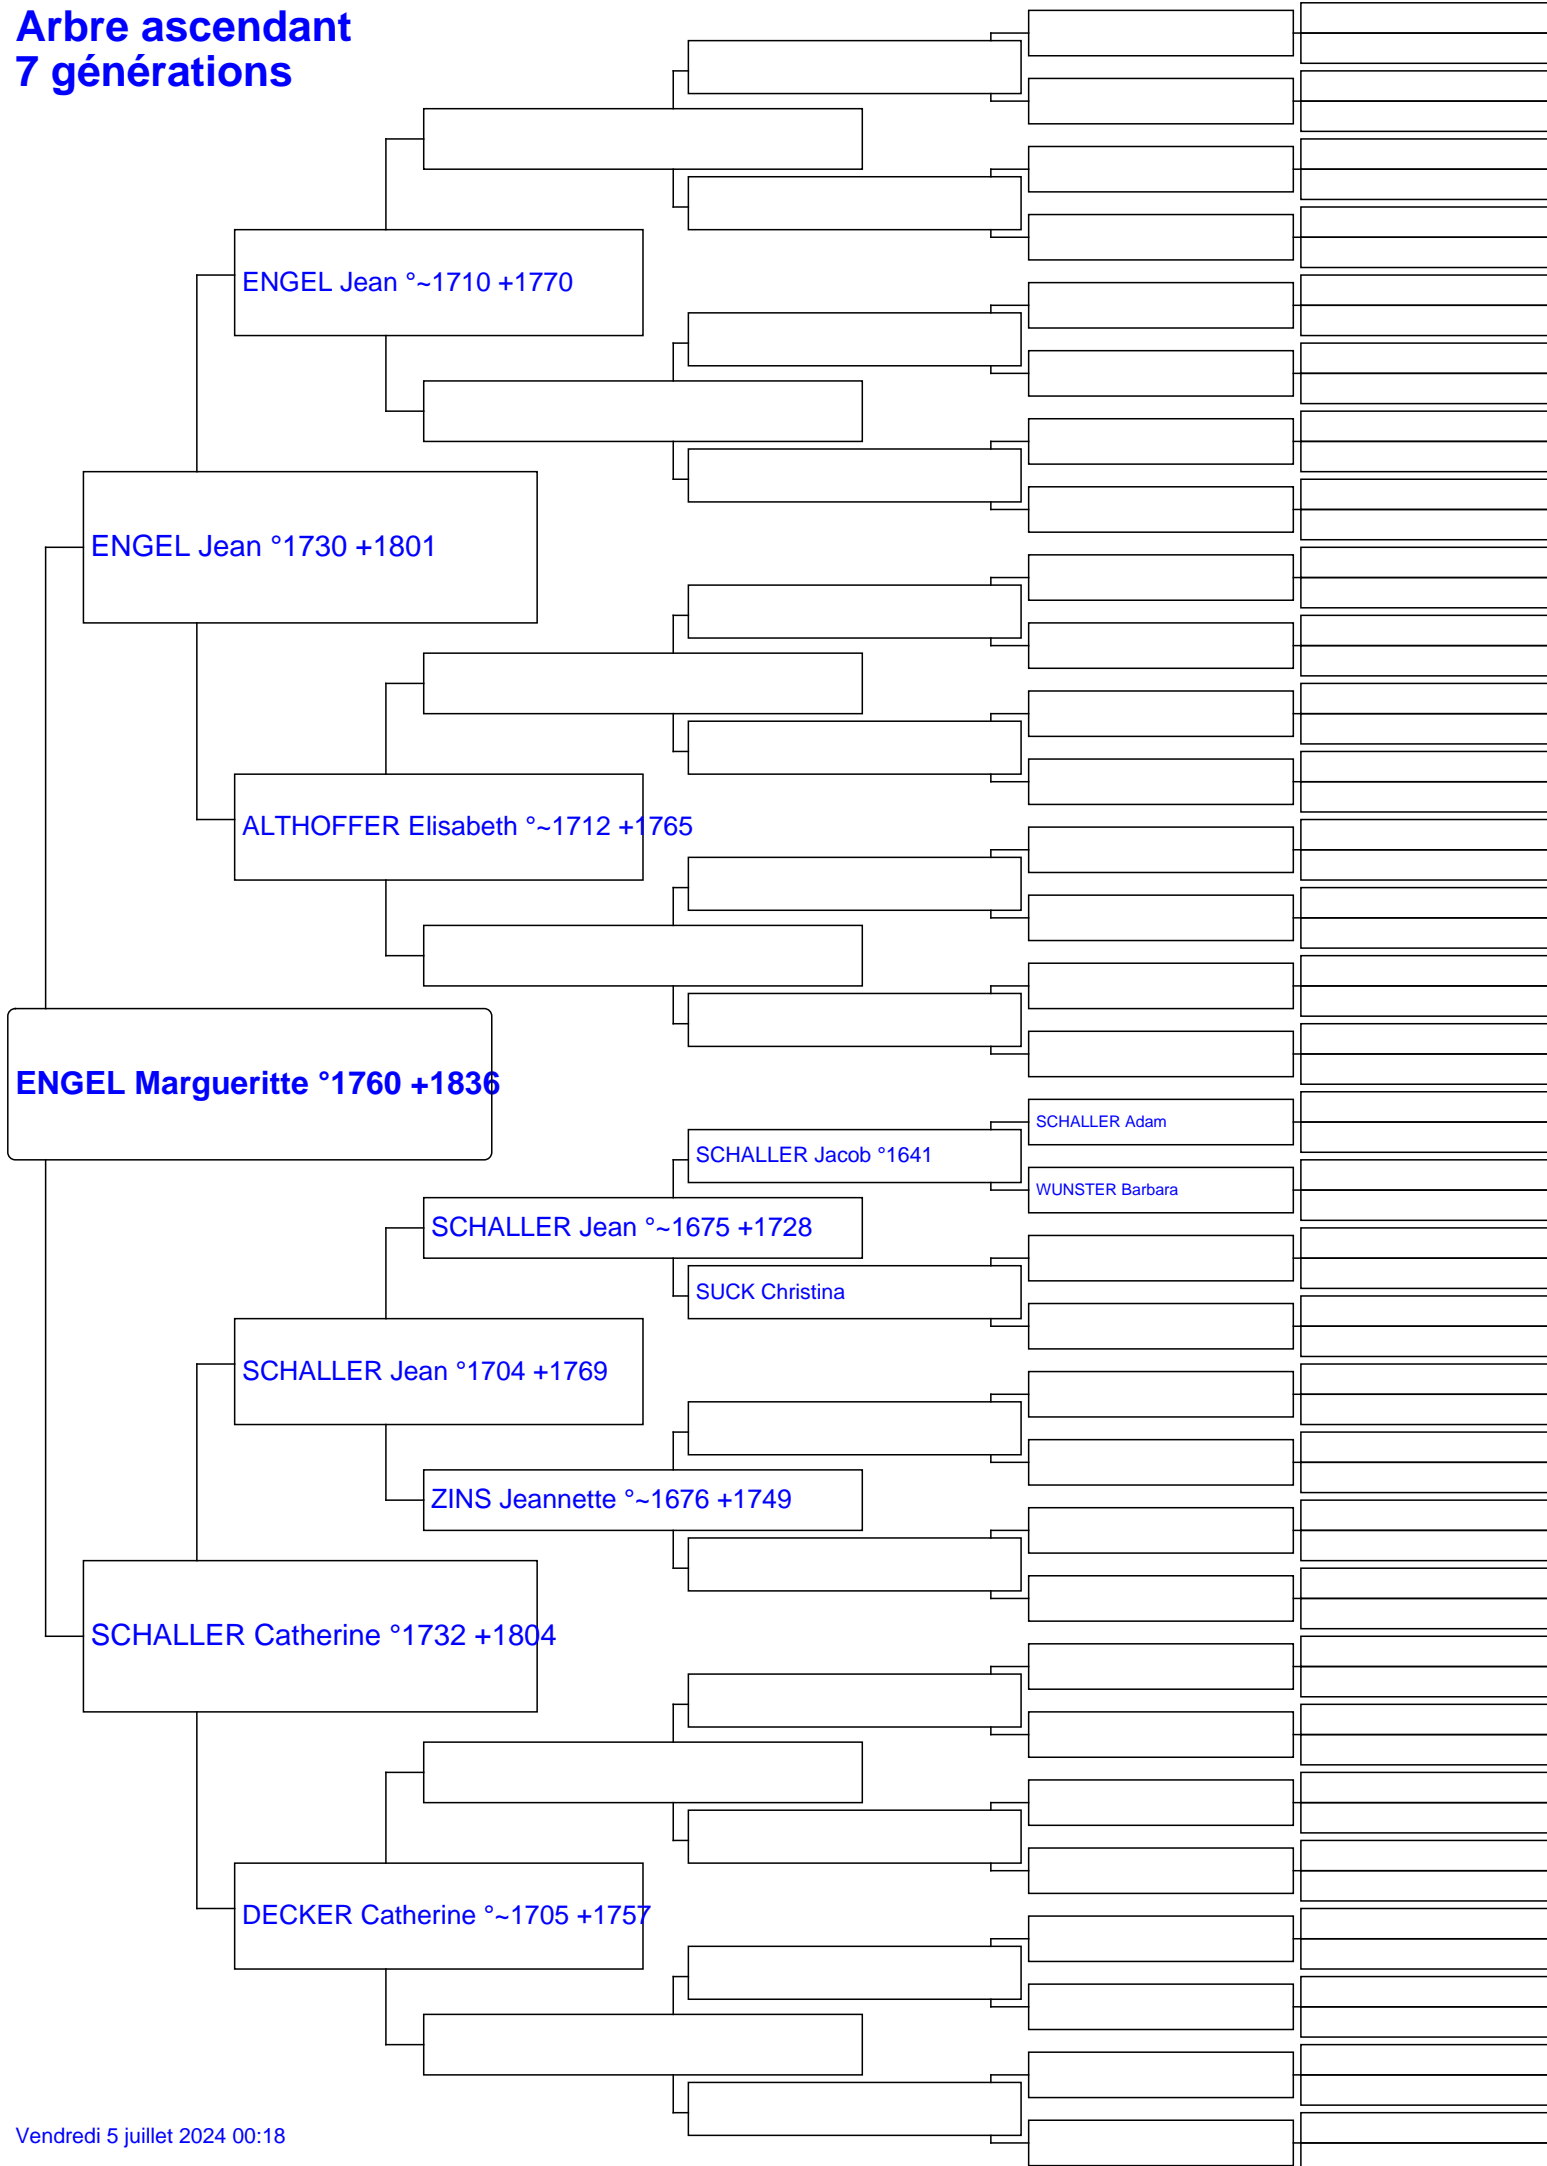 Arbre ascendant
7 générations
ENGEL Jean °~1710 +1770
ENGEL Jean °1730 +1801
ALTHOFFER Elisabeth °~1712 +1765
ENGEL Margueritte °1760 +1836
SCHALLER Adam
SCHALLER Jacob °1641
WUNSTER Barbara
SCHALLER Jean °~1675 +1728
SUCK Christina
SCHALLER Jean °1704 +1769
ZINS Jeannette °~1676 +1749
SCHALLER Catherine °1732 +1804
DECKER Catherine °~1705 +1757
Vendredi 5 juillet 2024 00:18